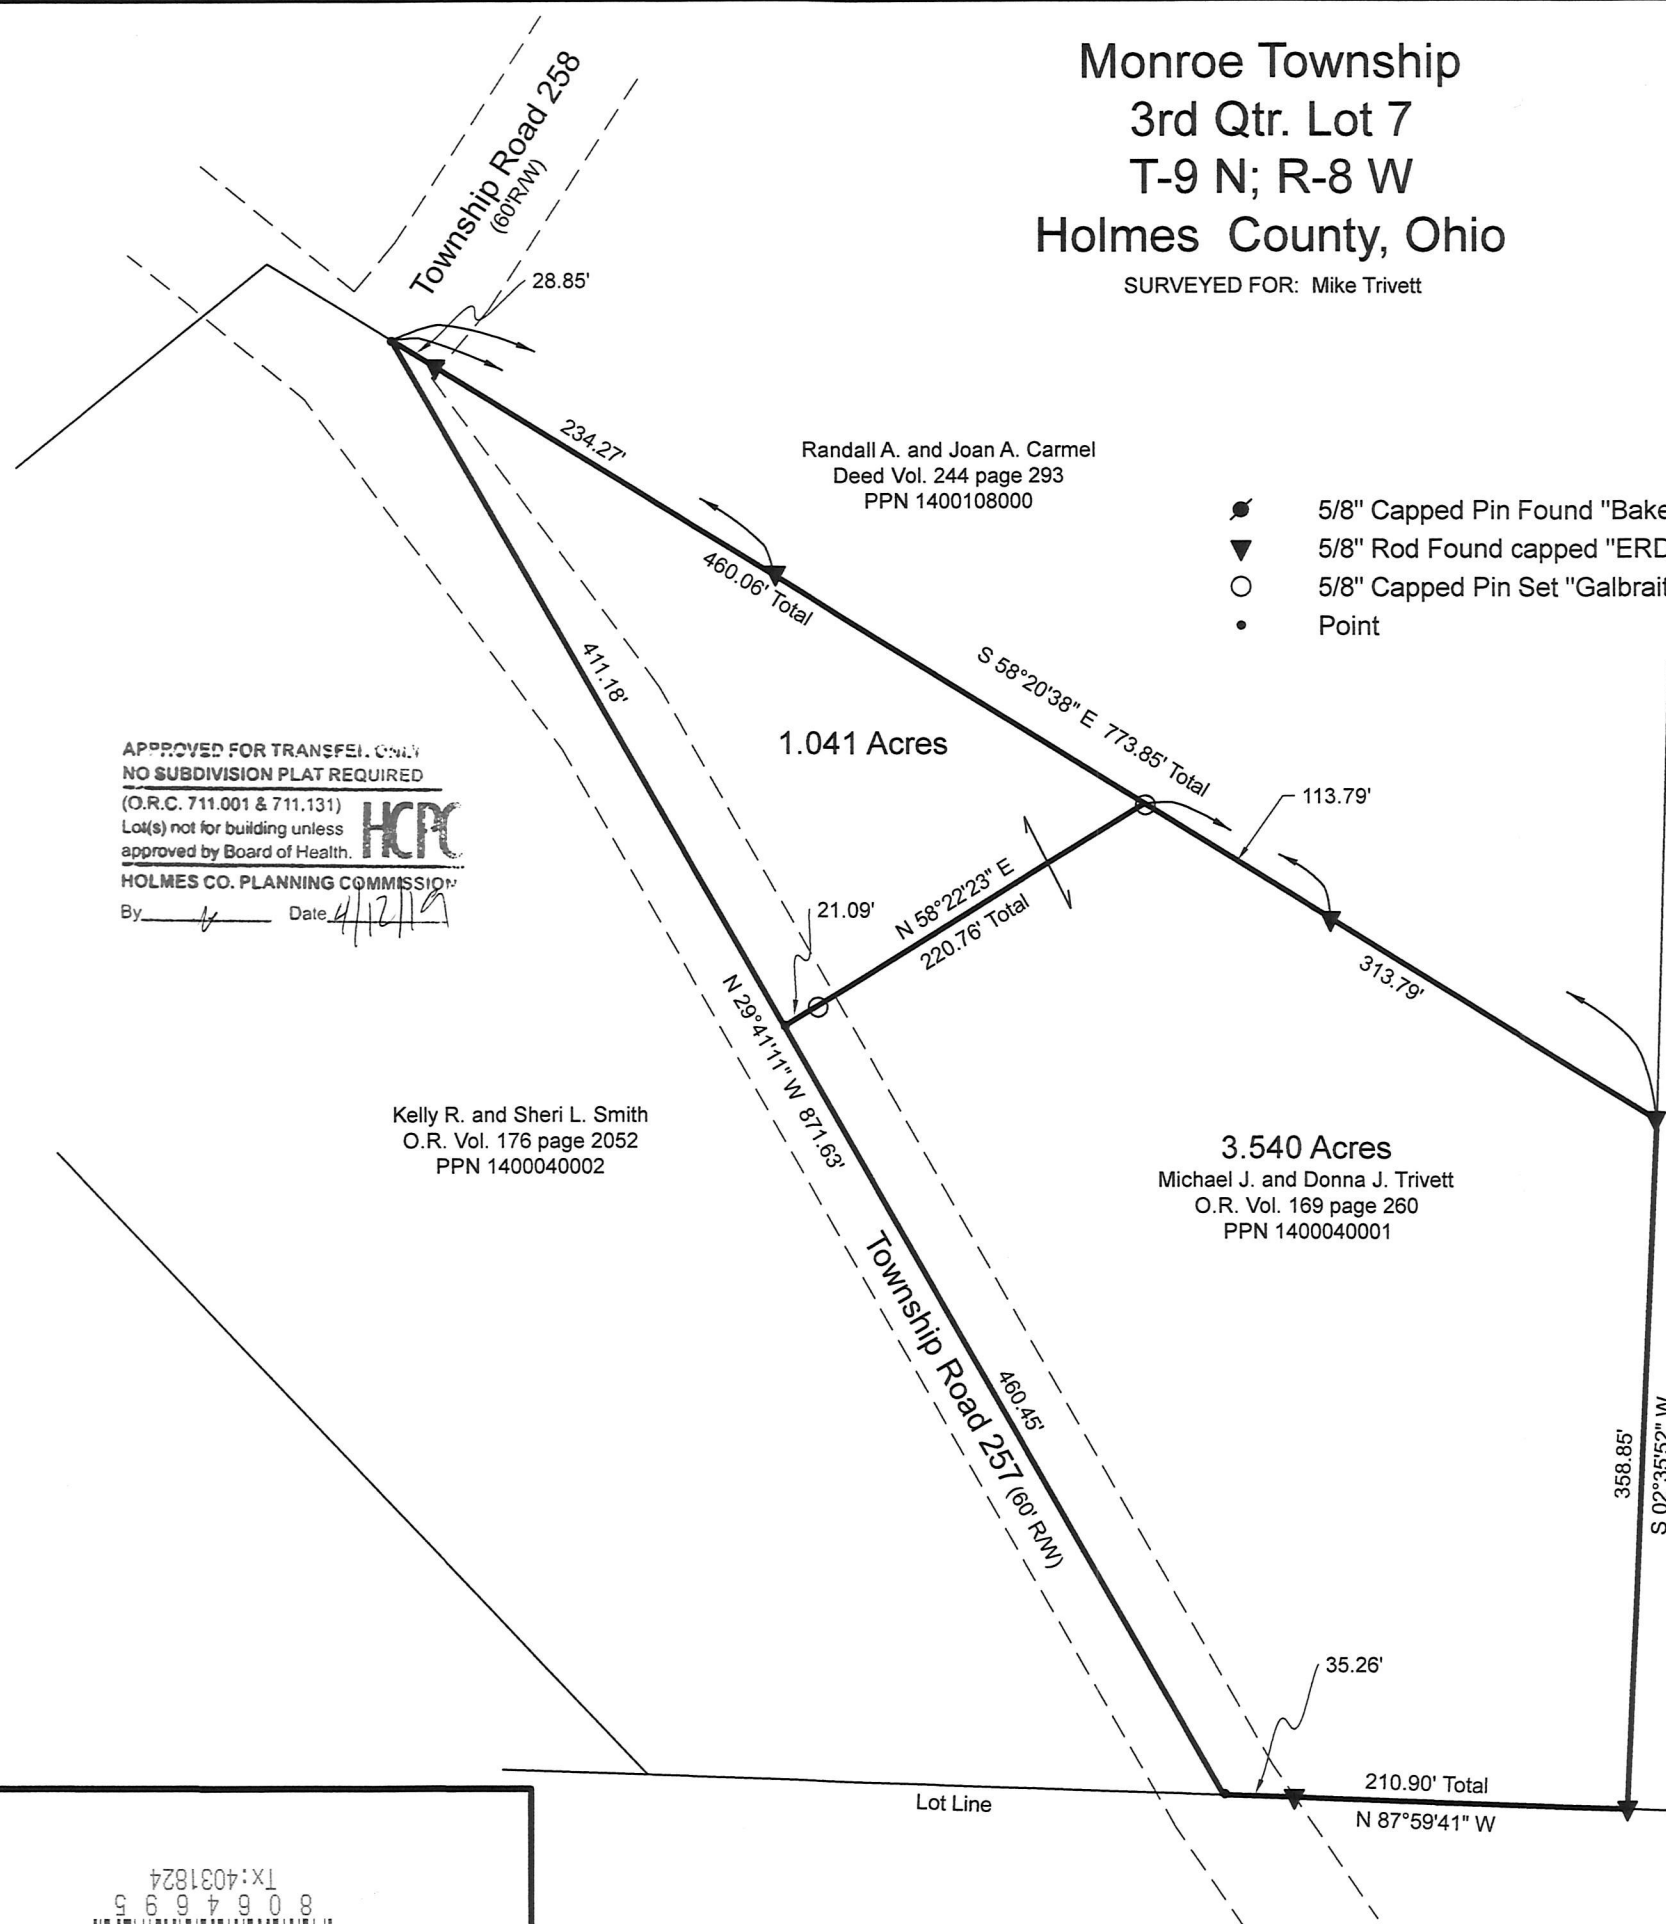 Monroe Township
3rd Qtr. Lot 7
T-9 N; R-8 W
Holmes County, Ohio
SURVEYED FOR: Mike Trivett
Township Road 258
(60'R/W)
28.85'
234.27'
460.06' Total
Randall A. and Joan A. Carmel
Deed Vol. 244 page 293
PPN 1400108000
5/8" Capped Pin Found "Bake
5/8" Rod Found capped "ERD
5/8" Capped Pin Set "Galbrait
Point
411.18'
S 58°20'38" E 773.85' Total
1.041 Acres
APPROVED FOR TRANSFER ONLY
NO SUBDIVISION PLAT REQUIRED
(O.R.C. 711.001 & 711.131)
Lot(s) not for building unless
approved by Board of Health.
HCPC
HOLMES CO. PLANNING COMMISSION
By Date 4/12/19
113.79'
21.09'
N 58°22'23" E
220.76' Total
313.79'
N 29°41'11" W 871.63'
Kelly R. and Sheri L. Smith
O.R. Vol. 176 page 2052
PPN 1400040002
3.540 Acres
Michael J. and Donna J. Trivett
O.R. Vol. 169 page 260
PPN 1400040001
Township Road 257 (60' R/W)
460.45'
358.85'
S 02°35'52" W
35.26'
210.90' Total
N 87°59'41" W
Lot Line
8 0 6 4 6 9 5
Tx:4031824